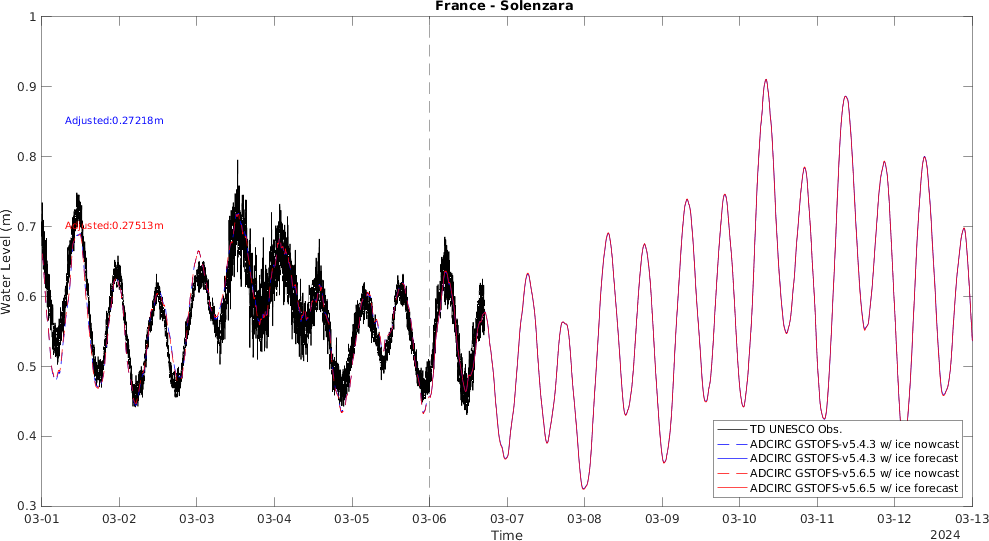 France - Solenzara
Water Level (m)
1
0.9
0.8
0.7
0.6
0.5
0.4
0.3
Adjusted:0.27218m
Adjusted:0.27513m
TD UNESCO Obs.
ADCIRC GSTOFS-v5.4.3 w/ ice nowcast
ADCIRC GSTOFS-v5.4.3 w/ ice forecast
ADCIRC GSTOFS-v5.6.5 w/ ice nowcast
ADCIRC GSTOFS-v5.6.5 w/ ice forecast
03-01 03-02 03-03 03-04 03-05 03-06 03-07 03-08 03-09 03-10 03-11 03-12 03-13
Time
2024